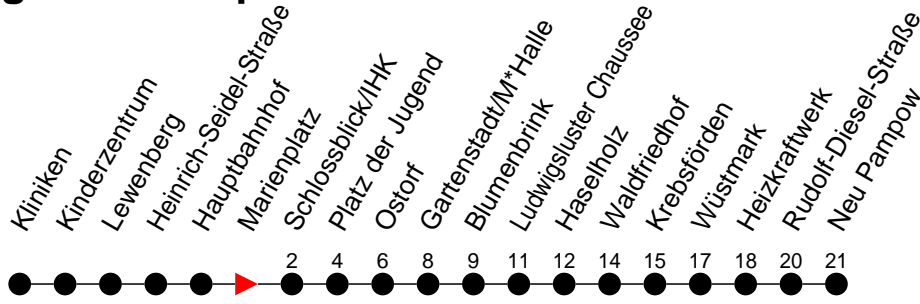 Kliniken
Kinderzentrum
Lewenberg
Heinrich-Seidel-Straße
Hauptbahnhof
Marienplatz
Schlossblick/IHK
Platz der Jugend
Ostorf
Gartenstadt/M*Halle
Blumenbrink
Ludwigsluster Chaussee
Haselholz
Waldfriedhof
Krebsförden
Wüstmark
Heizkraftwerk
Rudolf-Diesel-Straße
Neu Pampow
2 4 6 8 9 11 12 14 15 17 18 20 21